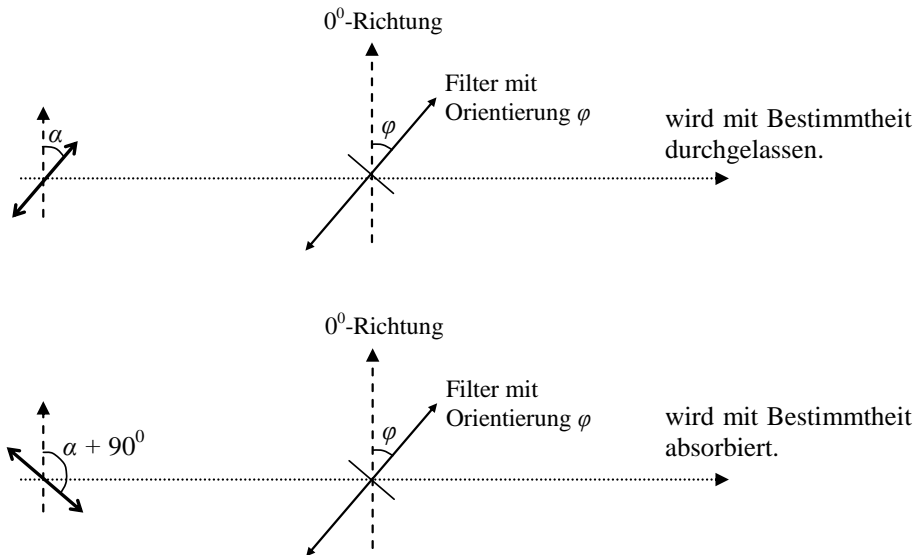 0⁰-Richtung
Filter mit
Orientierung φ
α
φ
wird mit Bestimmtheit
durchgelassen.
0⁰-Richtung
Filter mit
Orientierung φ
α + 90⁰
φ
wird mit Bestimmtheit
absorbiert.